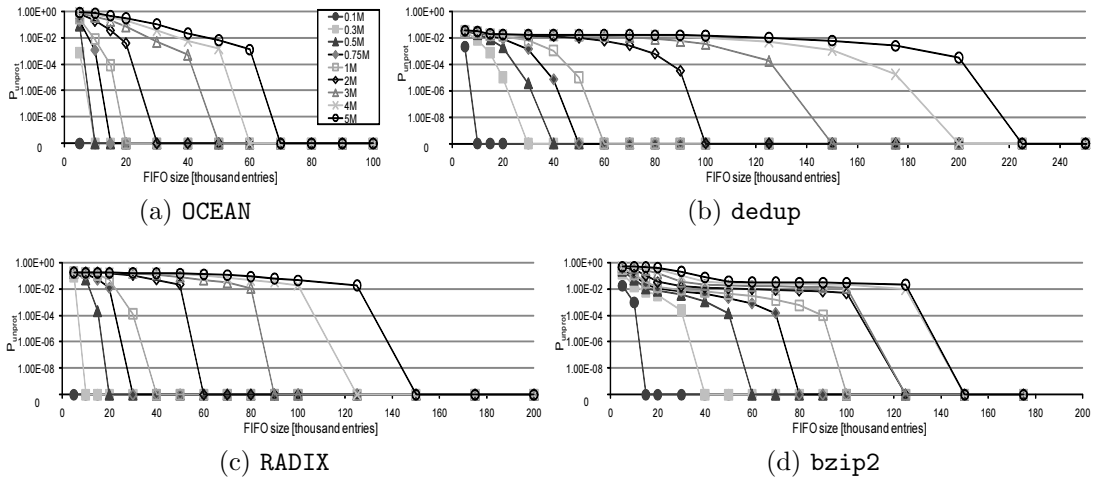 1.00E+00
1.00E-02
1.00E-04
1.00E-06
1.00E-08
0
P_unprot
0 20 40 60 80 100
FIFO size [thousand entries]
0.1M
0.3M
0.5M
0.75M
1M
2M
3M
4M
5M
(a) OCEAN
1.00E+00
1.00E-02
1.00E-04
1.00E-06
1.00E-08
0
P_unprot
0 20 40 60 80 100 120 140 160 180 200 220 240
FIFO size [thousand entries]
(b) dedup
1.00E+00
1.00E-02
1.00E-04
1.00E-06
1.00E-08
0
P_unprot
0 20 40 60 80 100 120 140 160 180 200
FIFO size [thousand entries]
(c) RADIX
1.00E+00
1.00E-02
1.00E-04
1.00E-06
1.00E-08
0
P_unprot
0 20 40 60 80 100 120 140 160 180 200
FIFO size [thousand entries]
(d) bzip2